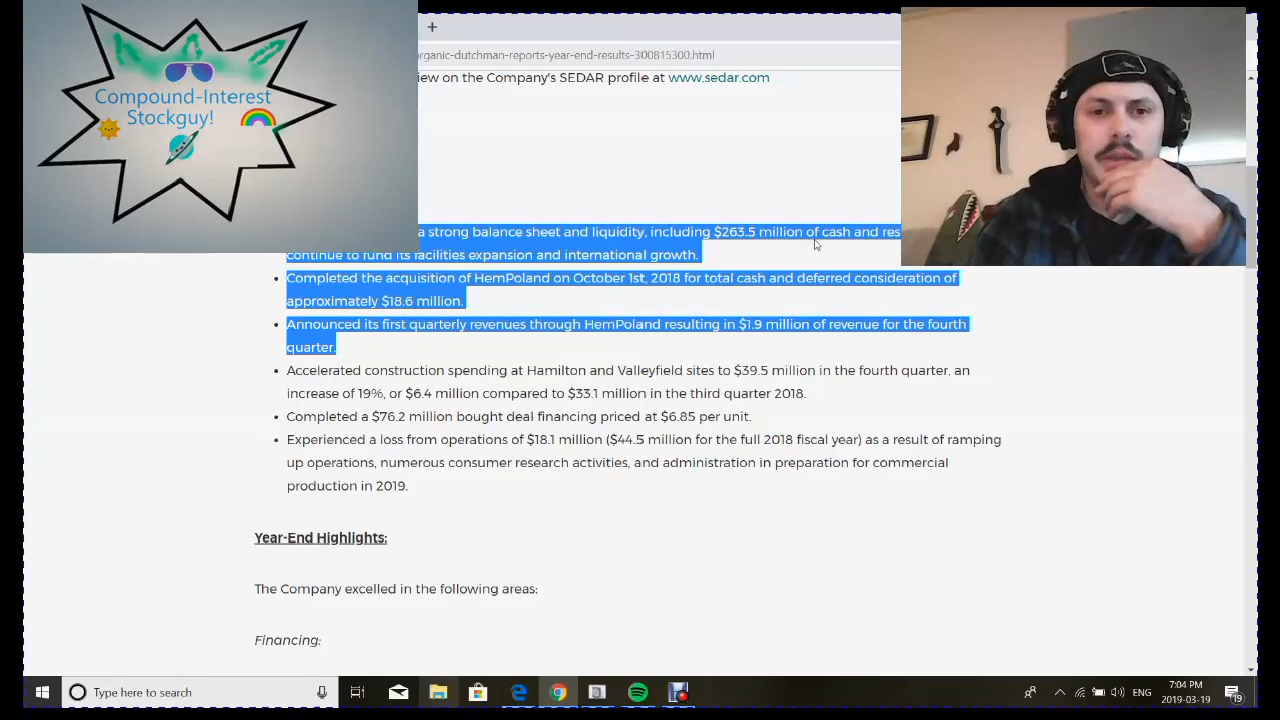 Compound-Interest
Stockguy!
organic-dutchman-reports-year-end-results-300815300.html
iew on the Company's SEDAR profile at www.sedar.com
a strong balance sheet and liquidity, including $263.5 million of cash and res
continue to fund its facilities expansion and international growth.
Completed the acquisition of HemPoland on October 1st, 2018 for total cash and deferred consideration of
approximately $18.6 million.
Announced its first quarterly revenues through HemPoland resulting in $1.9 million of revenue for the fourth
quarter.
Accelerated construction spending at Hamilton and Valleyfield sites to $39.5 million in the fourth quarter, an
increase of 19%, or $6.4 million compared to $33.1 million in the third quarter 2018.
Completed a $76.2 million bought deal financing priced at $6.85 per unit.
Experienced a loss from operations of $18.1 million ($44.5 million for the full 2018 fiscal year) as a result of ramping
up operations, numerous consumer research activities, and administration in preparation for commercial
production in 2019.
Year-End Highlights:
The Company excelled in the following areas:
Financing:
Type here to search
ENG
7:04 PM
2019-03-19
19